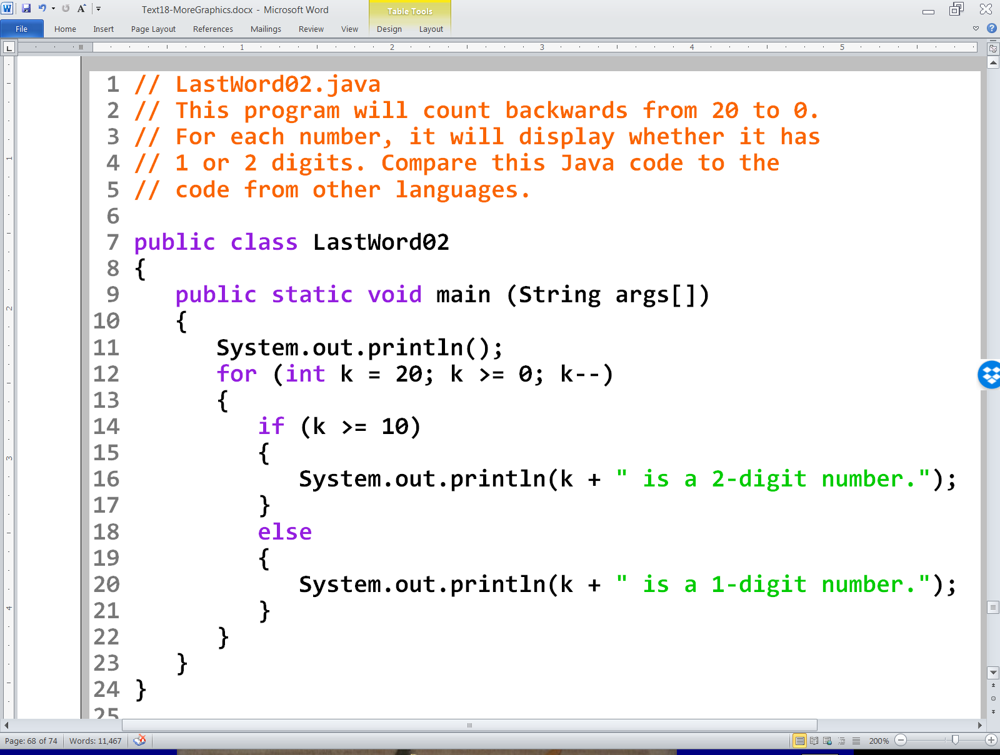 Text18-MoreGraphics.docx - Microsoft Word
Table Tools
File Home Insert Page Layout References Mailings Review View Design Layout
1 2 3 4 5
1 // LastWord02.java
2 // This program will count backwards from 20 to 0.
3 // For each number, it will display whether it has
4 // 1 or 2 digits. Compare this Java code to the
5 // code from other languages.
6
7 public class LastWord02
8 {
9    public static void main (String args[])
10    {
11       System.out.println();
12       for (int k = 20; k >= 0; k--)
13       {
14          if (k >= 10)
15          {
16             System.out.println(k + " is a 2-digit number.");
17          }
18          else
19          {
20             System.out.println(k + " is a 1-digit number.");
21          }
22       }
23    }
24 }
25
Page: 68 of 74 Words: 11,467 200%